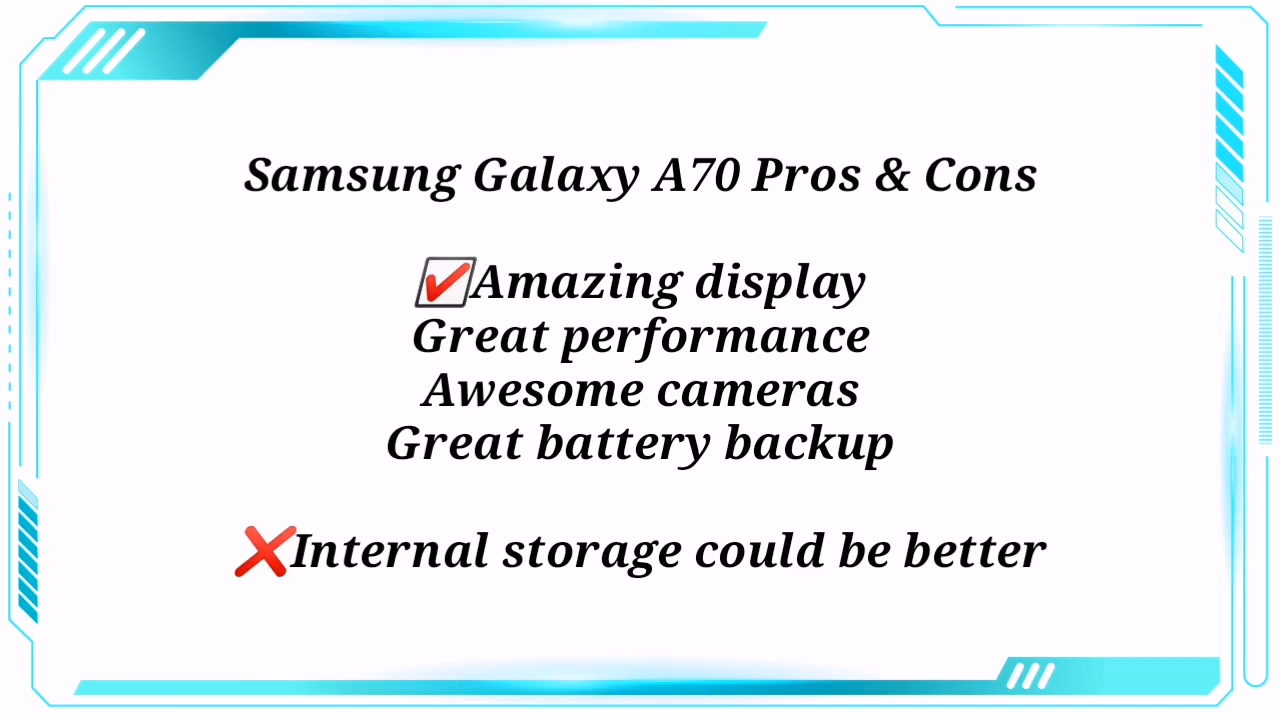 Samsung Galaxy A70 Pros & Cons
☑Amazing display
Great performance
Awesome cameras
Great battery backup
❌Internal storage could be better